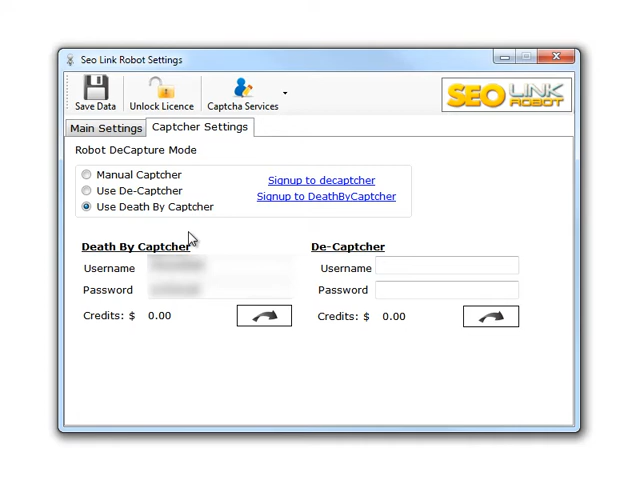 Seo Link Robot Settings
Save Data
Unlock Licence
Captcha Services
SEO LINK ROBOT
Main Settings
Captcher Settings
Robot DeCapture Mode
Manual Captcher
Use De-Captcher
Use Death By Captcher
Signup to decaptcher
Signup to DeathByCaptcher
Death By Captcher
Username
Password
Credits: $ 0.00
De-Captcher
Username
Password
Credits: $ 0.00